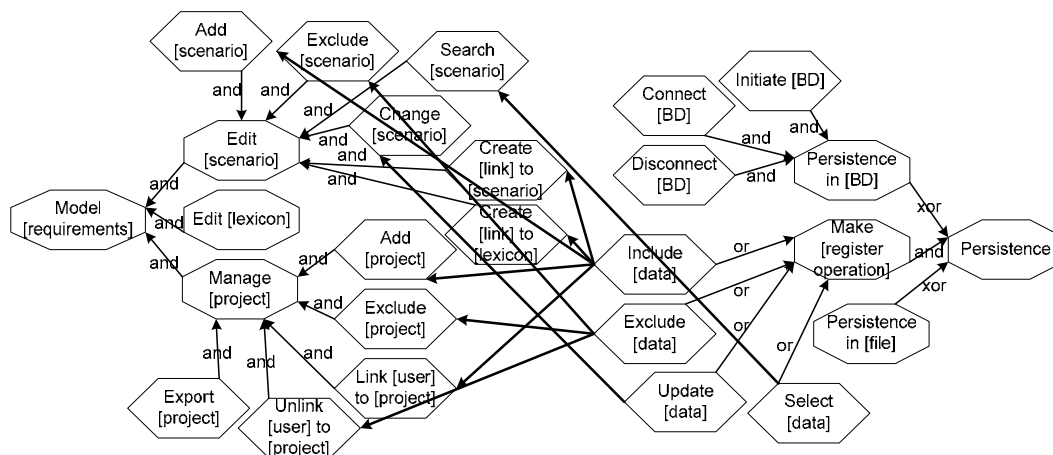 Add
[scenario]
Exclude
[scenario]
Search
[scenario]
Initiate [BD]
Connect
[BD]
and
and
and
and
Change
[scenario]
and
Edit
[scenario]
and
and
and
Disconnect
[BD]
and
Persistence
in [BD]
and
Create
[link] to
[scenario]
and
Model
[requirements]
and
Edit [lexicon]
xor
Create
[link] to
[lexicon]
Add
[project]
and
Include
[data]
or
Make
[register
operation]
and
Persistence
and
Manage
[project]
or
xor
and
Exclude
[project]
Exclude
[data]
or
Persistence
in [file]
and
and
and
or
Link [user]
to [project]
Export
[project]
Unlink
[user] to
[project]
Update
[data]
Select
[data]